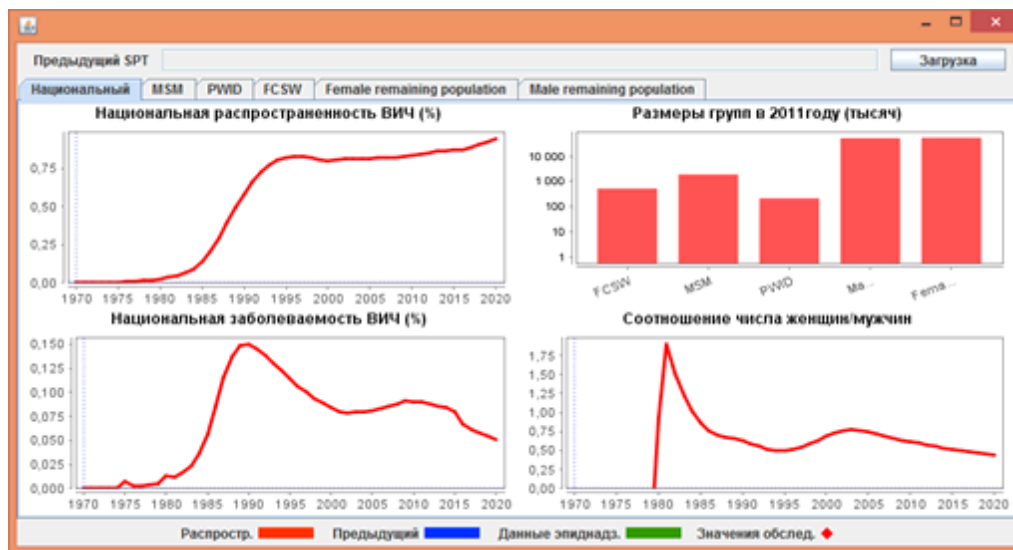 Предыдущий SPT
Загрузка
Национальный MSM PWID FCSW Female remaining population Male remaining population
Национальная распространенность ВИЧ (%)
0,75
0,50
0,25
0,00
1970 1975 1980 1985 1990 1995 2000 2005 2010 2015 2020
Размеры групп в 2011году (тысяч)
10 000
1 000
100
10
1
FCSW MSM PWID Ma... Fema...
Национальная заболеваемость ВИЧ (%)
0,150
0,125
0,100
0,075
0,050
0,025
0,000
1970 1975 1980 1985 1990 1995 2000 2005 2010 2015 2020
Соотношение числа женщин/мужчин
1,75
1,50
1,25
1,00
0,75
0,50
0,25
0,00
1970 1975 1980 1985 1990 1995 2000 2005 2010 2015 2020
Распростр. Предыдущий Данные эпиднадз. Значения обслед.